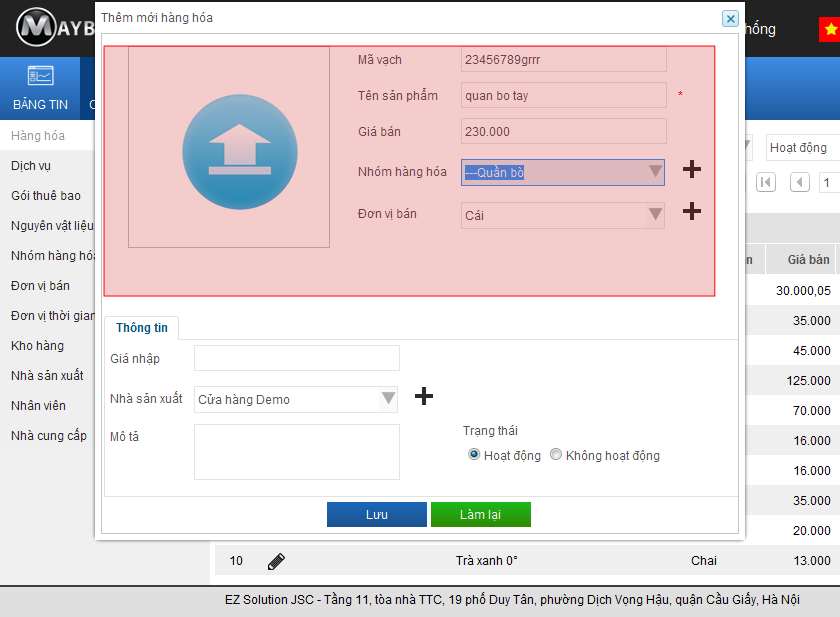 Thêm mới hàng hóa
MAYB
hống
BẢNG TIN
Hàng hóa
Dịch vụ
Gói thuê bao
Nguyên vật liệu
Nhóm hàng hó
Đơn vị bán
Đơn vị thời gian
Kho hàng
Nhà sản xuất
Nhân viên
Nhà cung cấp
Mã vạch 23456789grrr
Tên sản phẩm quan bo tay *
Giá bán 230.000
Nhóm hàng hóa ---Quần bò
Đơn vị bán Cái
Thông tin
Giá nhập
Nhà sản xuất Cửa hàng Demo
Mô tả
Trạng thái
Hoạt động Không hoạt động
Lưu Làm lại
Hoạt động
1
n Giá bán
30.000,05
35.000
45.000
125.000
70.000
16.000
16.000
35.000
20.000
10 Trà xanh 0° Chai 13.000
EZ Solution JSC - Tầng 11, tòa nhà TTC, 19 phố Duy Tân, phường Dịch Vọng Hậu, quận Cầu Giấy, Hà Nội